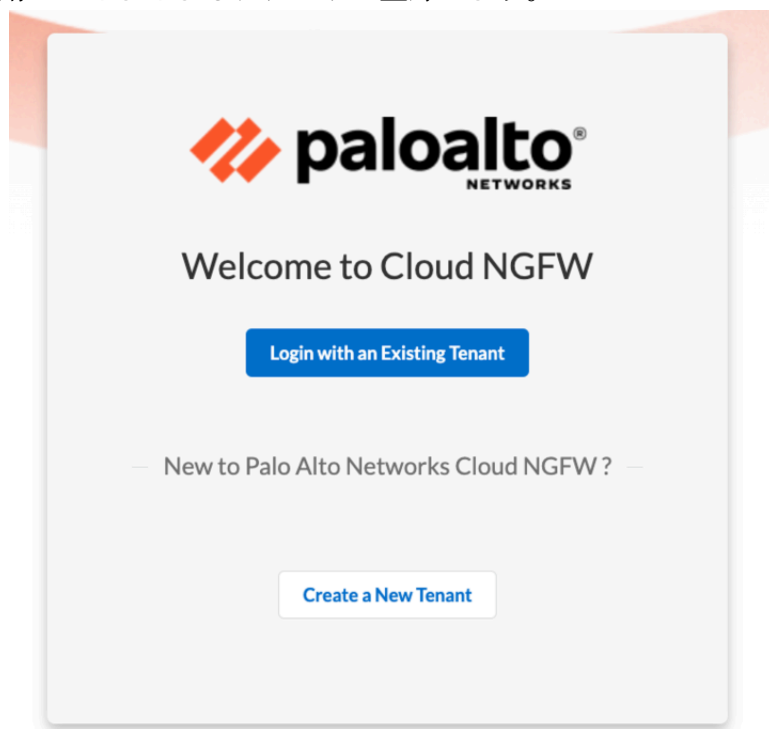 paloalto®
NETWORKS
Welcome to Cloud NGFW
Login with an Existing Tenant
New to Palo Alto Networks Cloud NGFW ?
Create a New Tenant